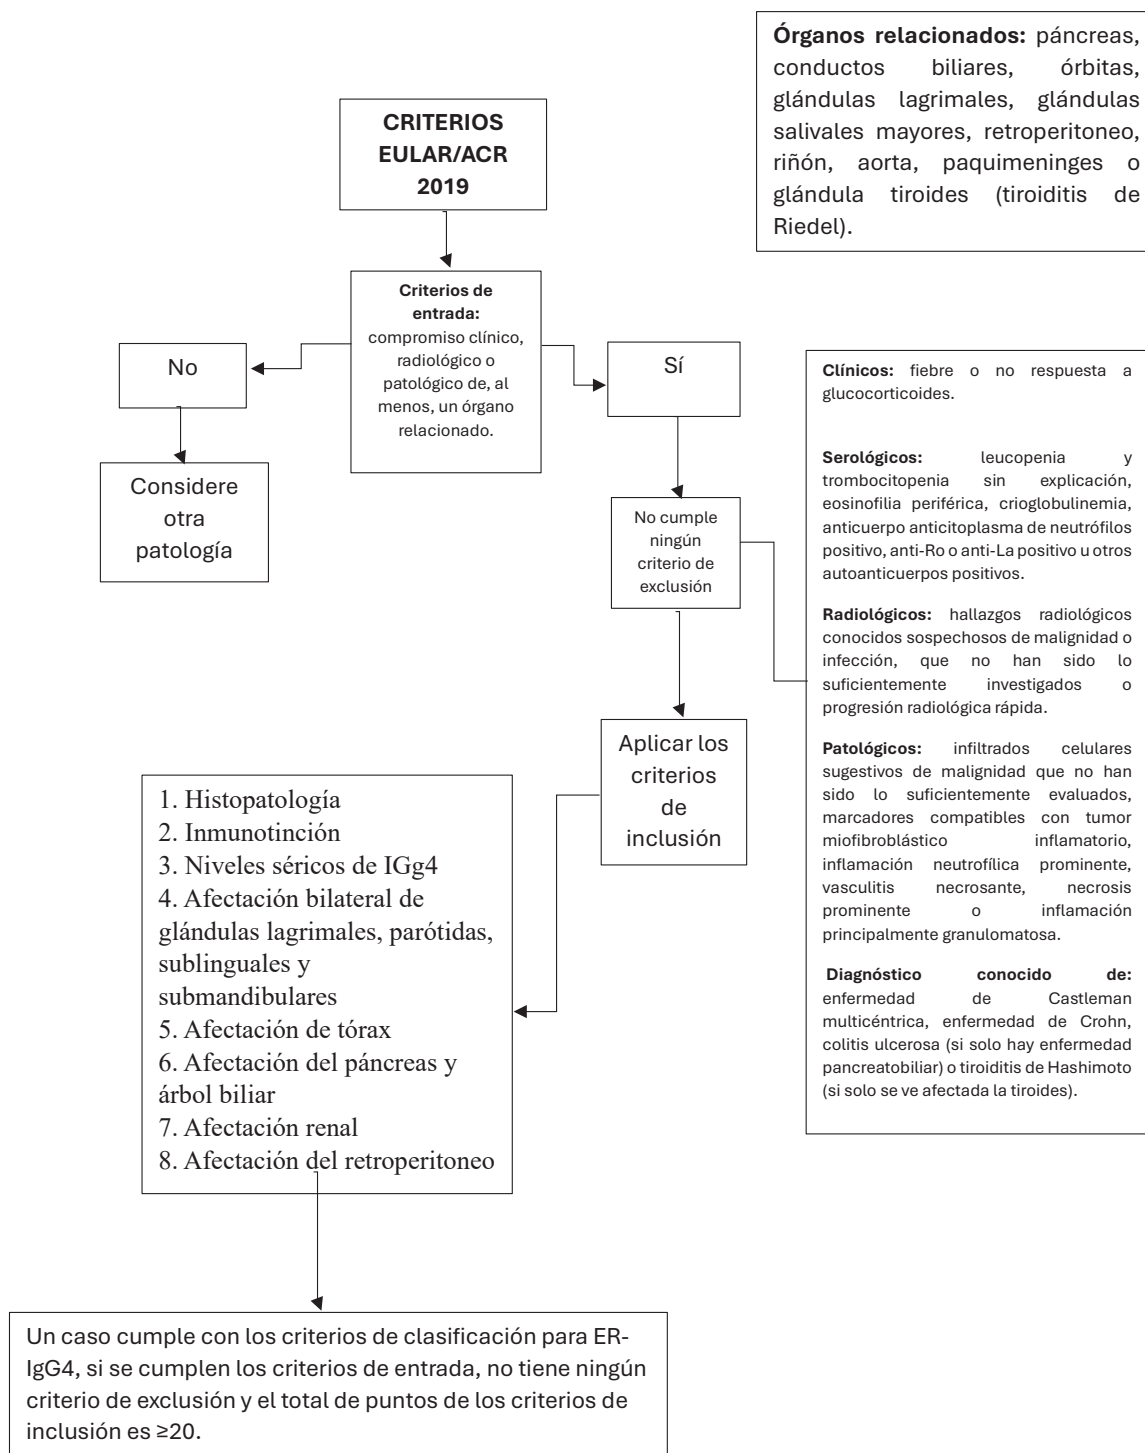 Órganos relacionados: páncreas,
conductos biliares, órbitas,
glándulas lagrimales, glándulas
salivales mayores, retroperitoneo,
riñón, aorta, paquimeninges o
glándula tiroides (tiroiditis de
Riedel).
CRITERIOS
EULAR/ACR
2019
Criterios de
entrada:
compromiso clínico,
radiológico o
patológico de, al
menos, un órgano
relacionado.
No
Sí
Considere
otra
patología
No cumple
ningún
criterio de
exclusión
Clínicos: fiebre o no respuesta a
glucocorticoides.
Serológicos: leucopenia y
trombocitopenia sin explicación,
eosinofilia periférica, crioglobulinemia,
anticuerpo anticitoplasma de neutrófilos
positivo, anti-Ro o anti-La positivo u otros
autoanticuerpos positivos.
Radiológicos: hallazgos radiológicos
conocidos sospechosos de malignidad o
infección, que no han sido lo
suficientemente investigados o
progresión radiológica rápida.
Patológicos: infiltrados celulares
sugestivos de malignidad que no han
sido lo suficientemente evaluados,
marcadores compatibles con tumor
miofibroblástico inflamatorio,
inflamación neutrofílica prominente,
vasculitis necrosante, necrosis
prominente o inflamación
principalmente granulomatosa.
Diagnóstico conocido de:
enfermedad de Castleman
multicéntrica, enfermedad de Crohn,
colitis ulcerosa (si solo hay enfermedad
pancreatobiliar) o tiroiditis de Hashimoto
(si solo se ve afectada la tiroides).
Aplicar los
criterios
de
inclusión
1. Histopatología
2. Inmunotinción
3. Niveles séricos de IGg4
4. Afectación bilateral de
glándulas lagrimales, parótidas,
sublinguales y
submandibulares
5. Afectación de tórax
6. Afectación del páncreas y
árbol biliar
7. Afectación renal
8. Afectación del retroperitoneo
Un caso cumple con los criterios de clasificación para ER-
IgG4, si se cumplen los criterios de entrada, no tiene ningún
criterio de exclusión y el total de puntos de los criterios de
inclusión es ≥20.